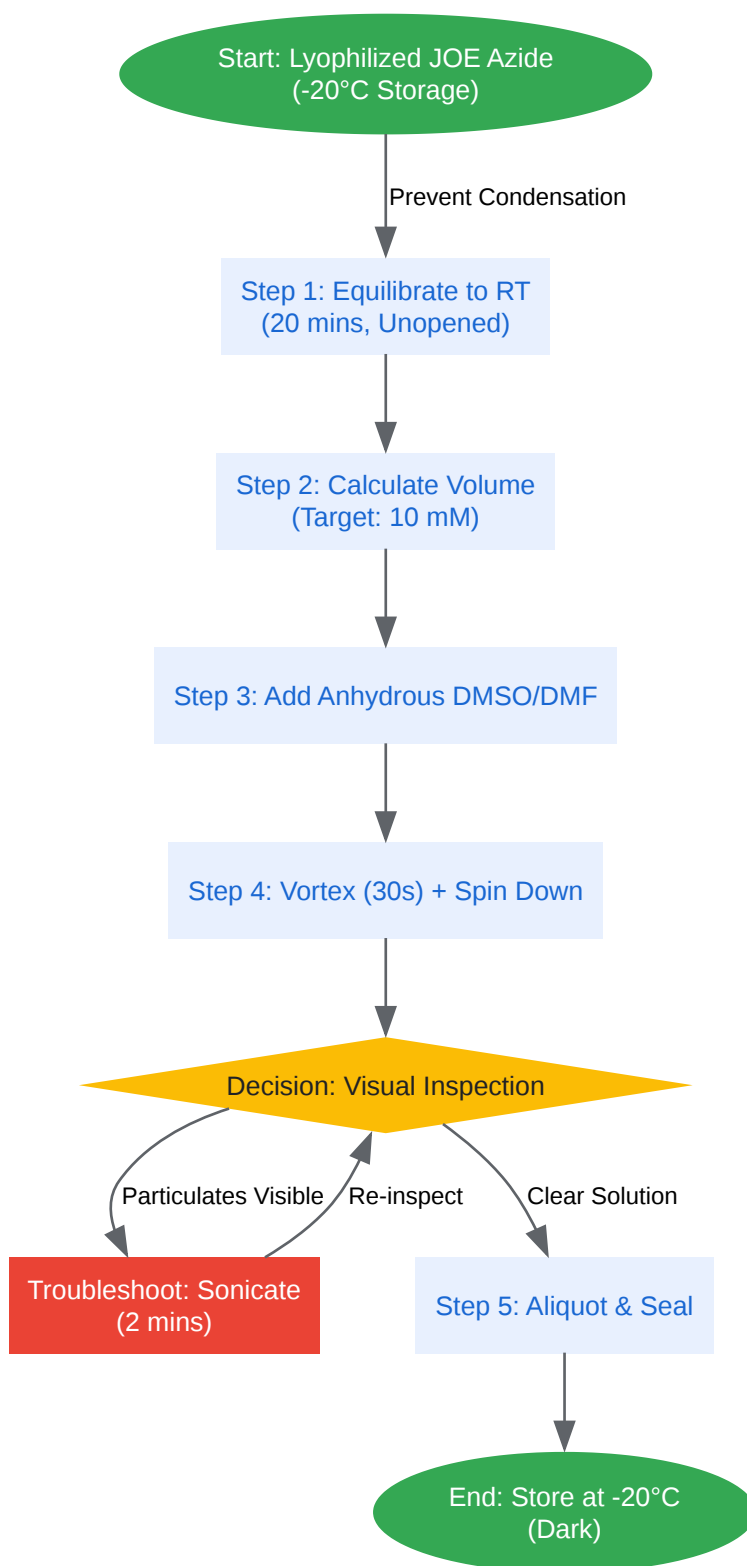 Start: Lyophilized JOE Azide
(-20°C Storage)
Prevent Condensation
Step 1: Equilibrate to RT
(20 mins, Unopened)
Step 2: Calculate Volume
(Target: 10 mM)
Step 3: Add Anhydrous DMSO/DMF
Step 4: Vortex (30s) + Spin Down
Decision: Visual Inspection
Particulates Visible
Re-inspect
Clear Solution
Troubleshoot: Sonicate
(2 mins)
Step 5: Aliquot & Seal
End: Store at -20°C
(Dark)